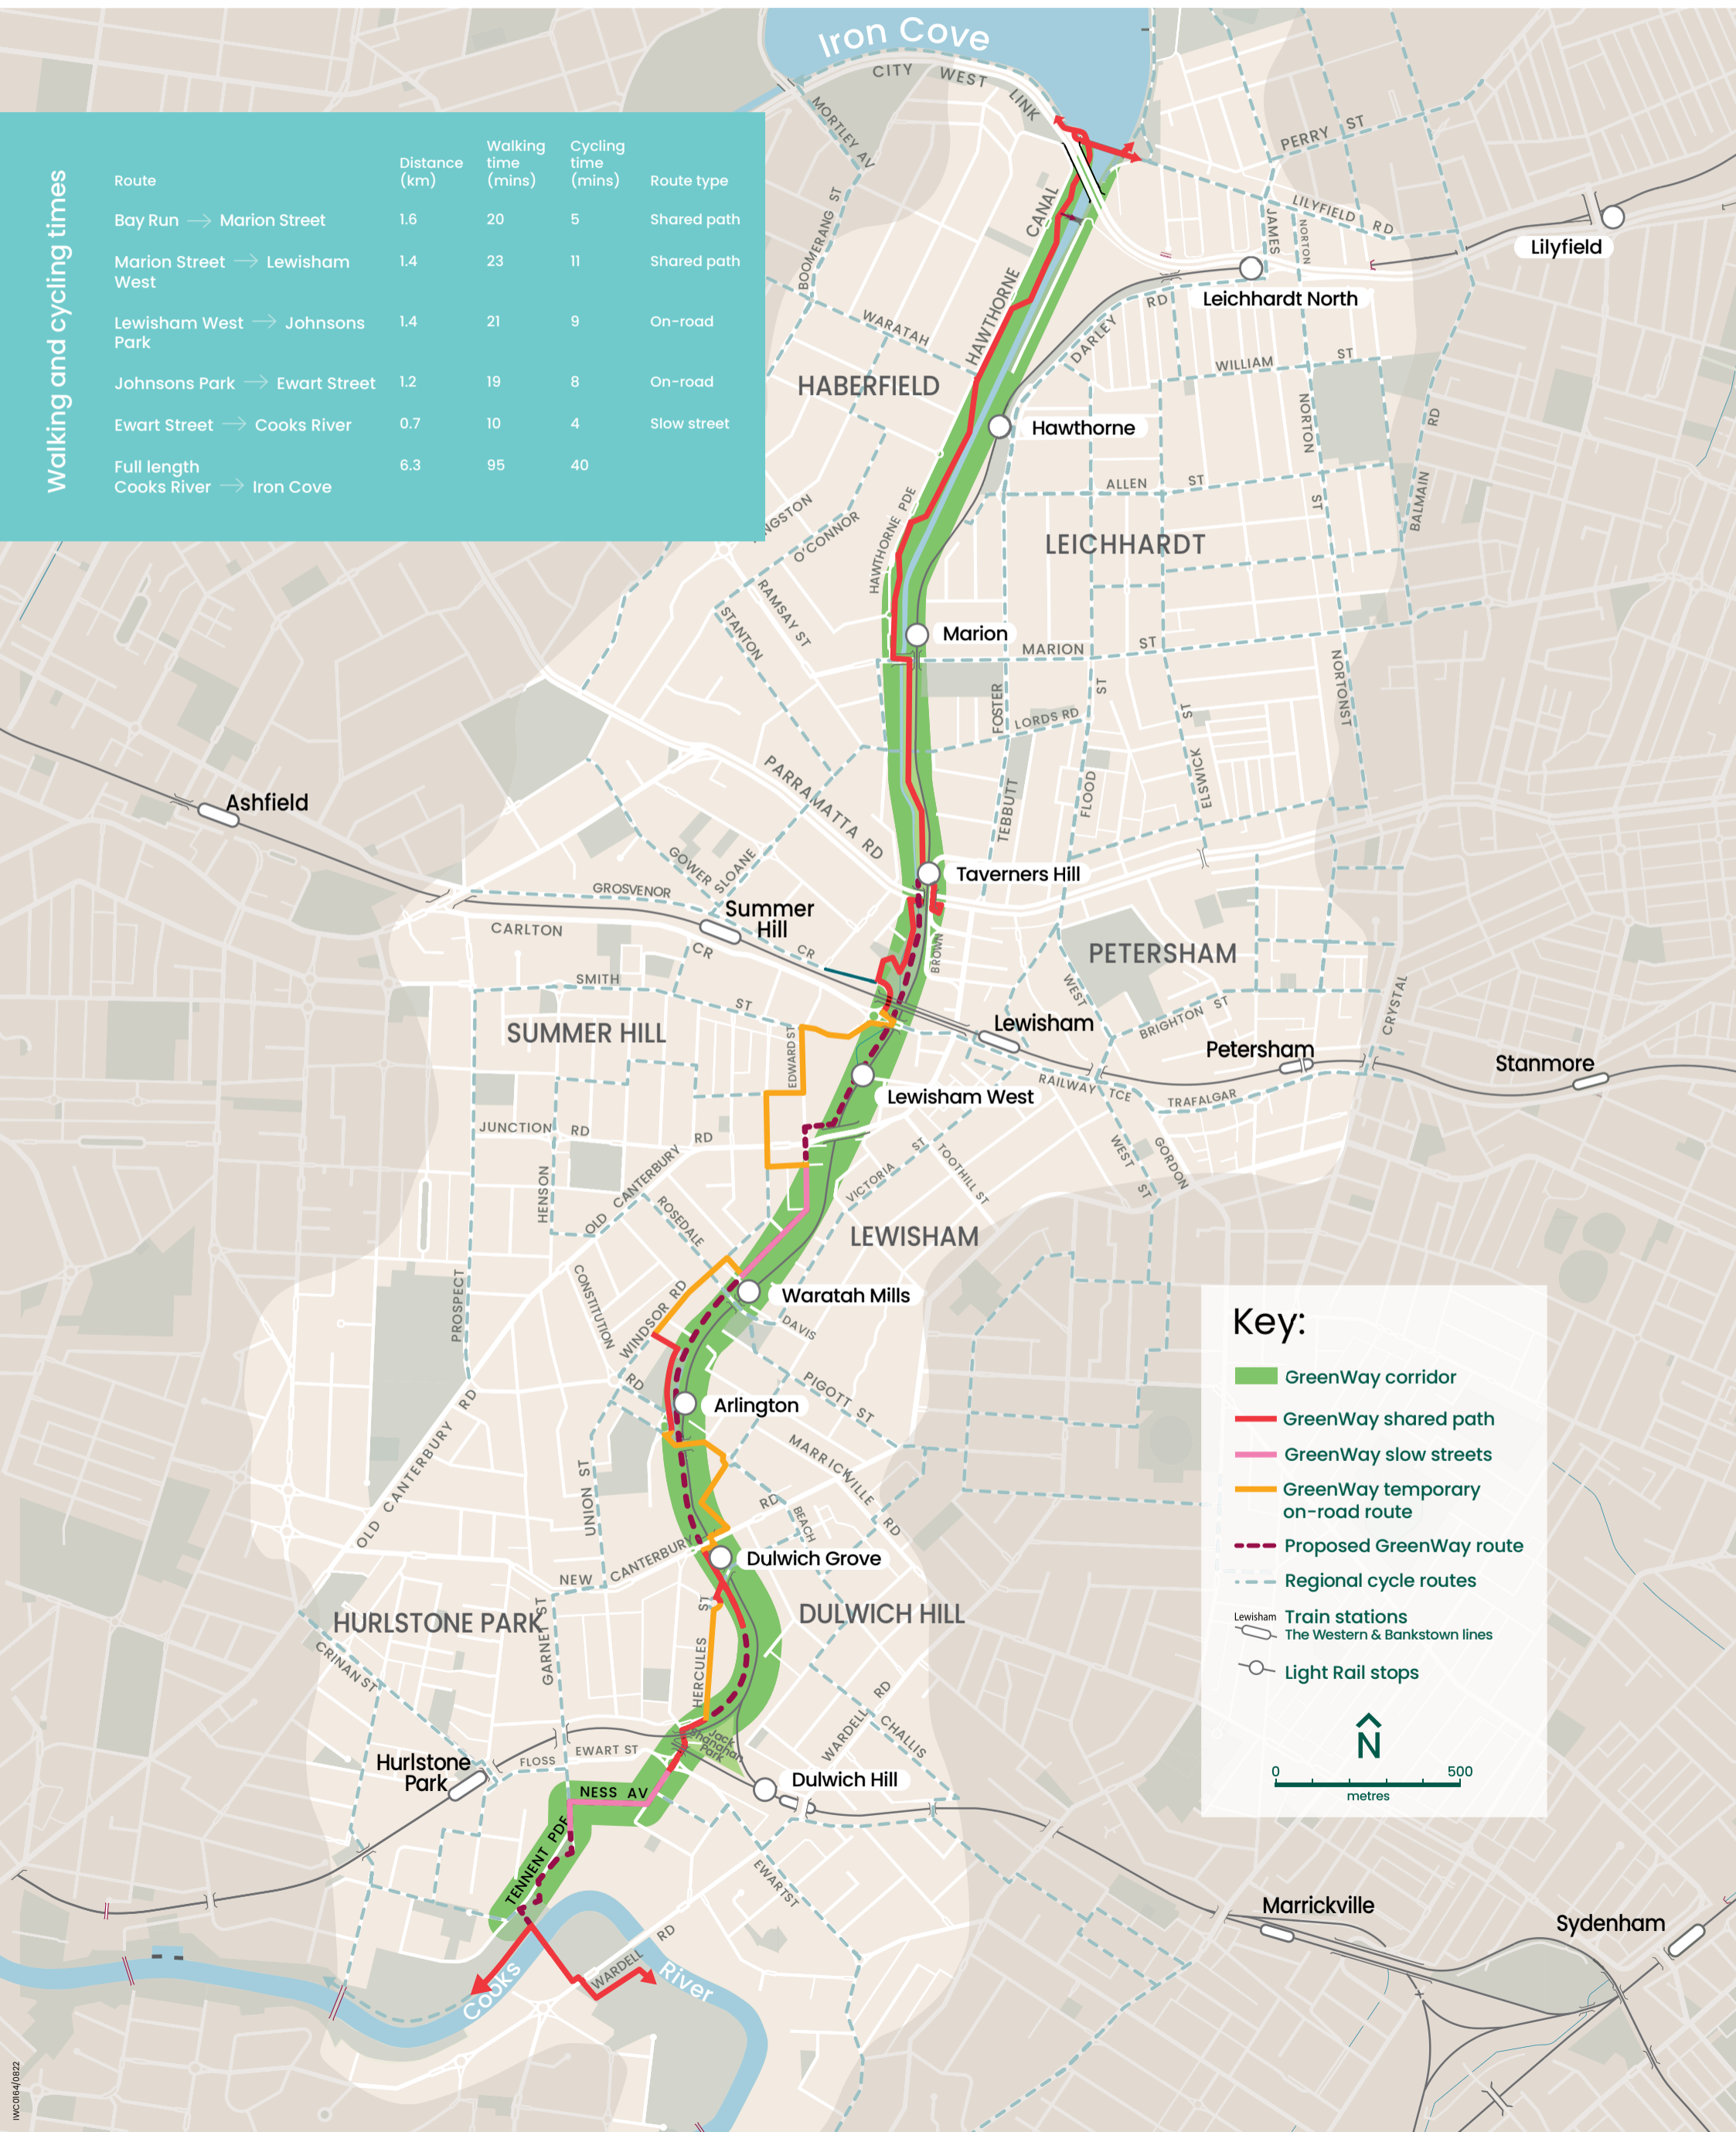 Iron Cove
CITY WEST LINK
MORTLEY AV
PERRY ST
Walking and cycling times
Route
Distance (km)
Walking time (mins)
Cycling time (mins)
Route type
Bay Run → Marion Street 1.6 20 5 Shared path
Marion Street → Lewisham West 1.4 23 11 Shared path
Lewisham West → Johnsons Park 1.4 21 9 On-road
Johnsons Park → Ewart Street 1.2 19 8 On-road
Ewart Street → Cooks River 0.7 10 4 Slow street
Full length
Cooks River → Iron Cove 6.3 95 40
BOOMERANG ST
CANAL
HAWTHORNE
LILYFIELD RD
JAMES
NORTON
Lilyfield
Leichhardt North
WARATAH
DARLEY RD
WILLIAM ST
HABERFIELD
NORTON ST
BALMAIN RD
Hawthorne
ALLEN ST
HAWTHORNE PDE
O'CONNOR
LEICHHARDT
RAMSAY ST
STANTON
Marion
MARION ST
NORTONST
FOSTER
ST
LORDS RD
ST
ELSWICK
PARRAMATTA RD
TEBBUTT
FLOOD
Ashfield
GOWER
SLOANE
GROSVENOR
Taverners Hill
Summer Hill
CARLTON
CR
CR
BROWN
PETERSHAM
SMITH ST
WEST
BRIGHTON ST
CRYSTAL
SUMMER HILL
EDWARD ST
Lewisham
Petersham
Stanmore
RAILWAY TCE
TRAFALGAR
Lewisham West
JUNCTION RD
RD
OLD CANTERBURY
HENSON
VICTORIA ST
TOOTHILL ST
WEST ST
GORDON
ROSEDALE
LEWISHAM
PROSPECT
CONSTITUTION RD
WINDSOR RD
Waratah Mills
DAVIS
PIGOTT ST
Arlington
OLD CANTERBURY RD
MARRICKVILLE RD
UNION ST
RD
BEACH
NEW CANTERBURY
Dulwich Grove
HURLSTONE PARK
DULWICH HILL
GARNET ST
CRINAN ST
HERCULES ST
WARDELL RD
CHALLIS
Jack Shanahan Park
EWART ST
FLOSS
Hurlstone Park
Dulwich Hill
NESS AV
TENNENT PDE
EWARTST
WARDELL RD
Cooks River
Marrickville
Sydenham
Key:
GreenWay corridor
GreenWay shared path
GreenWay slow streets
GreenWay temporary
on-road route
Proposed GreenWay route
Regional cycle routes
Lewisham
Train stations
The Western & Bankstown lines
Light Rail stops
N
0 500
metres
IWC0164/0822